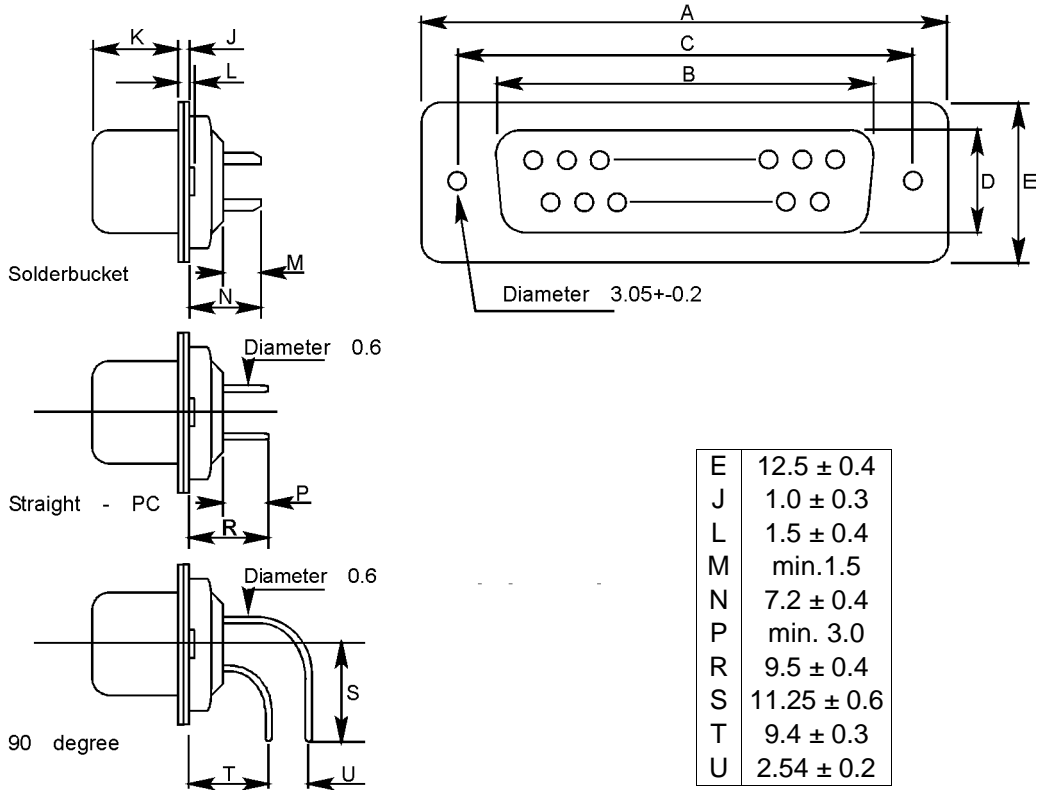 A
C
B
D
E
Diameter 3.05+-0.2
K
J
L
M
N
Solderbucket
Diameter 0.6
P
R
Straight - PC
Diameter 0.6
S
T
U
90 degree
E 12.5 ± 0.4
J 1.0 ± 0.3
L 1.5 ± 0.4
M min.1.5
N 7.2 ± 0.4
P min. 3.0
R 9.5 ± 0.4
S 11.25 ± 0.6
T 9.4 ± 0.3
U 2.54 ± 0.2